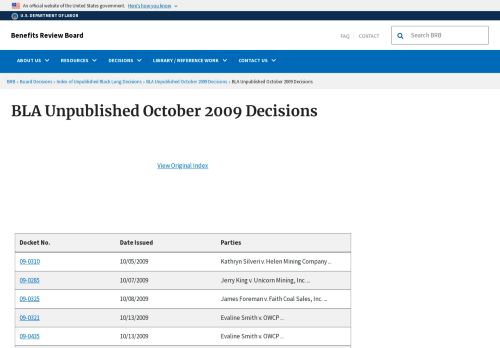 An official website of the United States government. Here's how you know
U.S. DEPARTMENT OF LABOR
Benefits Review Board
FAQ CONTACT
Search BRB
ABOUT US RESOURCES DECISIONS LIBRARY / REFERENCE WORK CONTACT US
BRB » Board Decisions » Index of Unpublished Black Lung Decisions » BLA Unpublished October 2009 Decisions » BLA Unpublished October 2009 Decisions
BLA Unpublished October 2009 Decisions
View Original Index
Docket No. Date Issued Parties
09-0310 10/05/2009 Kathryn Silveri v. Helen Mining Company ...
09-0285 10/07/2009 Jerry King v. Unicorn Mining, Inc. ...
09-0325 10/08/2009 James Foreman v. Faith Coal Sales, Inc. ...
09-0321 10/13/2009 Evaline Smith v. OWCP ...
09-0435 10/13/2009 Evaline Smith v. OWCP ...